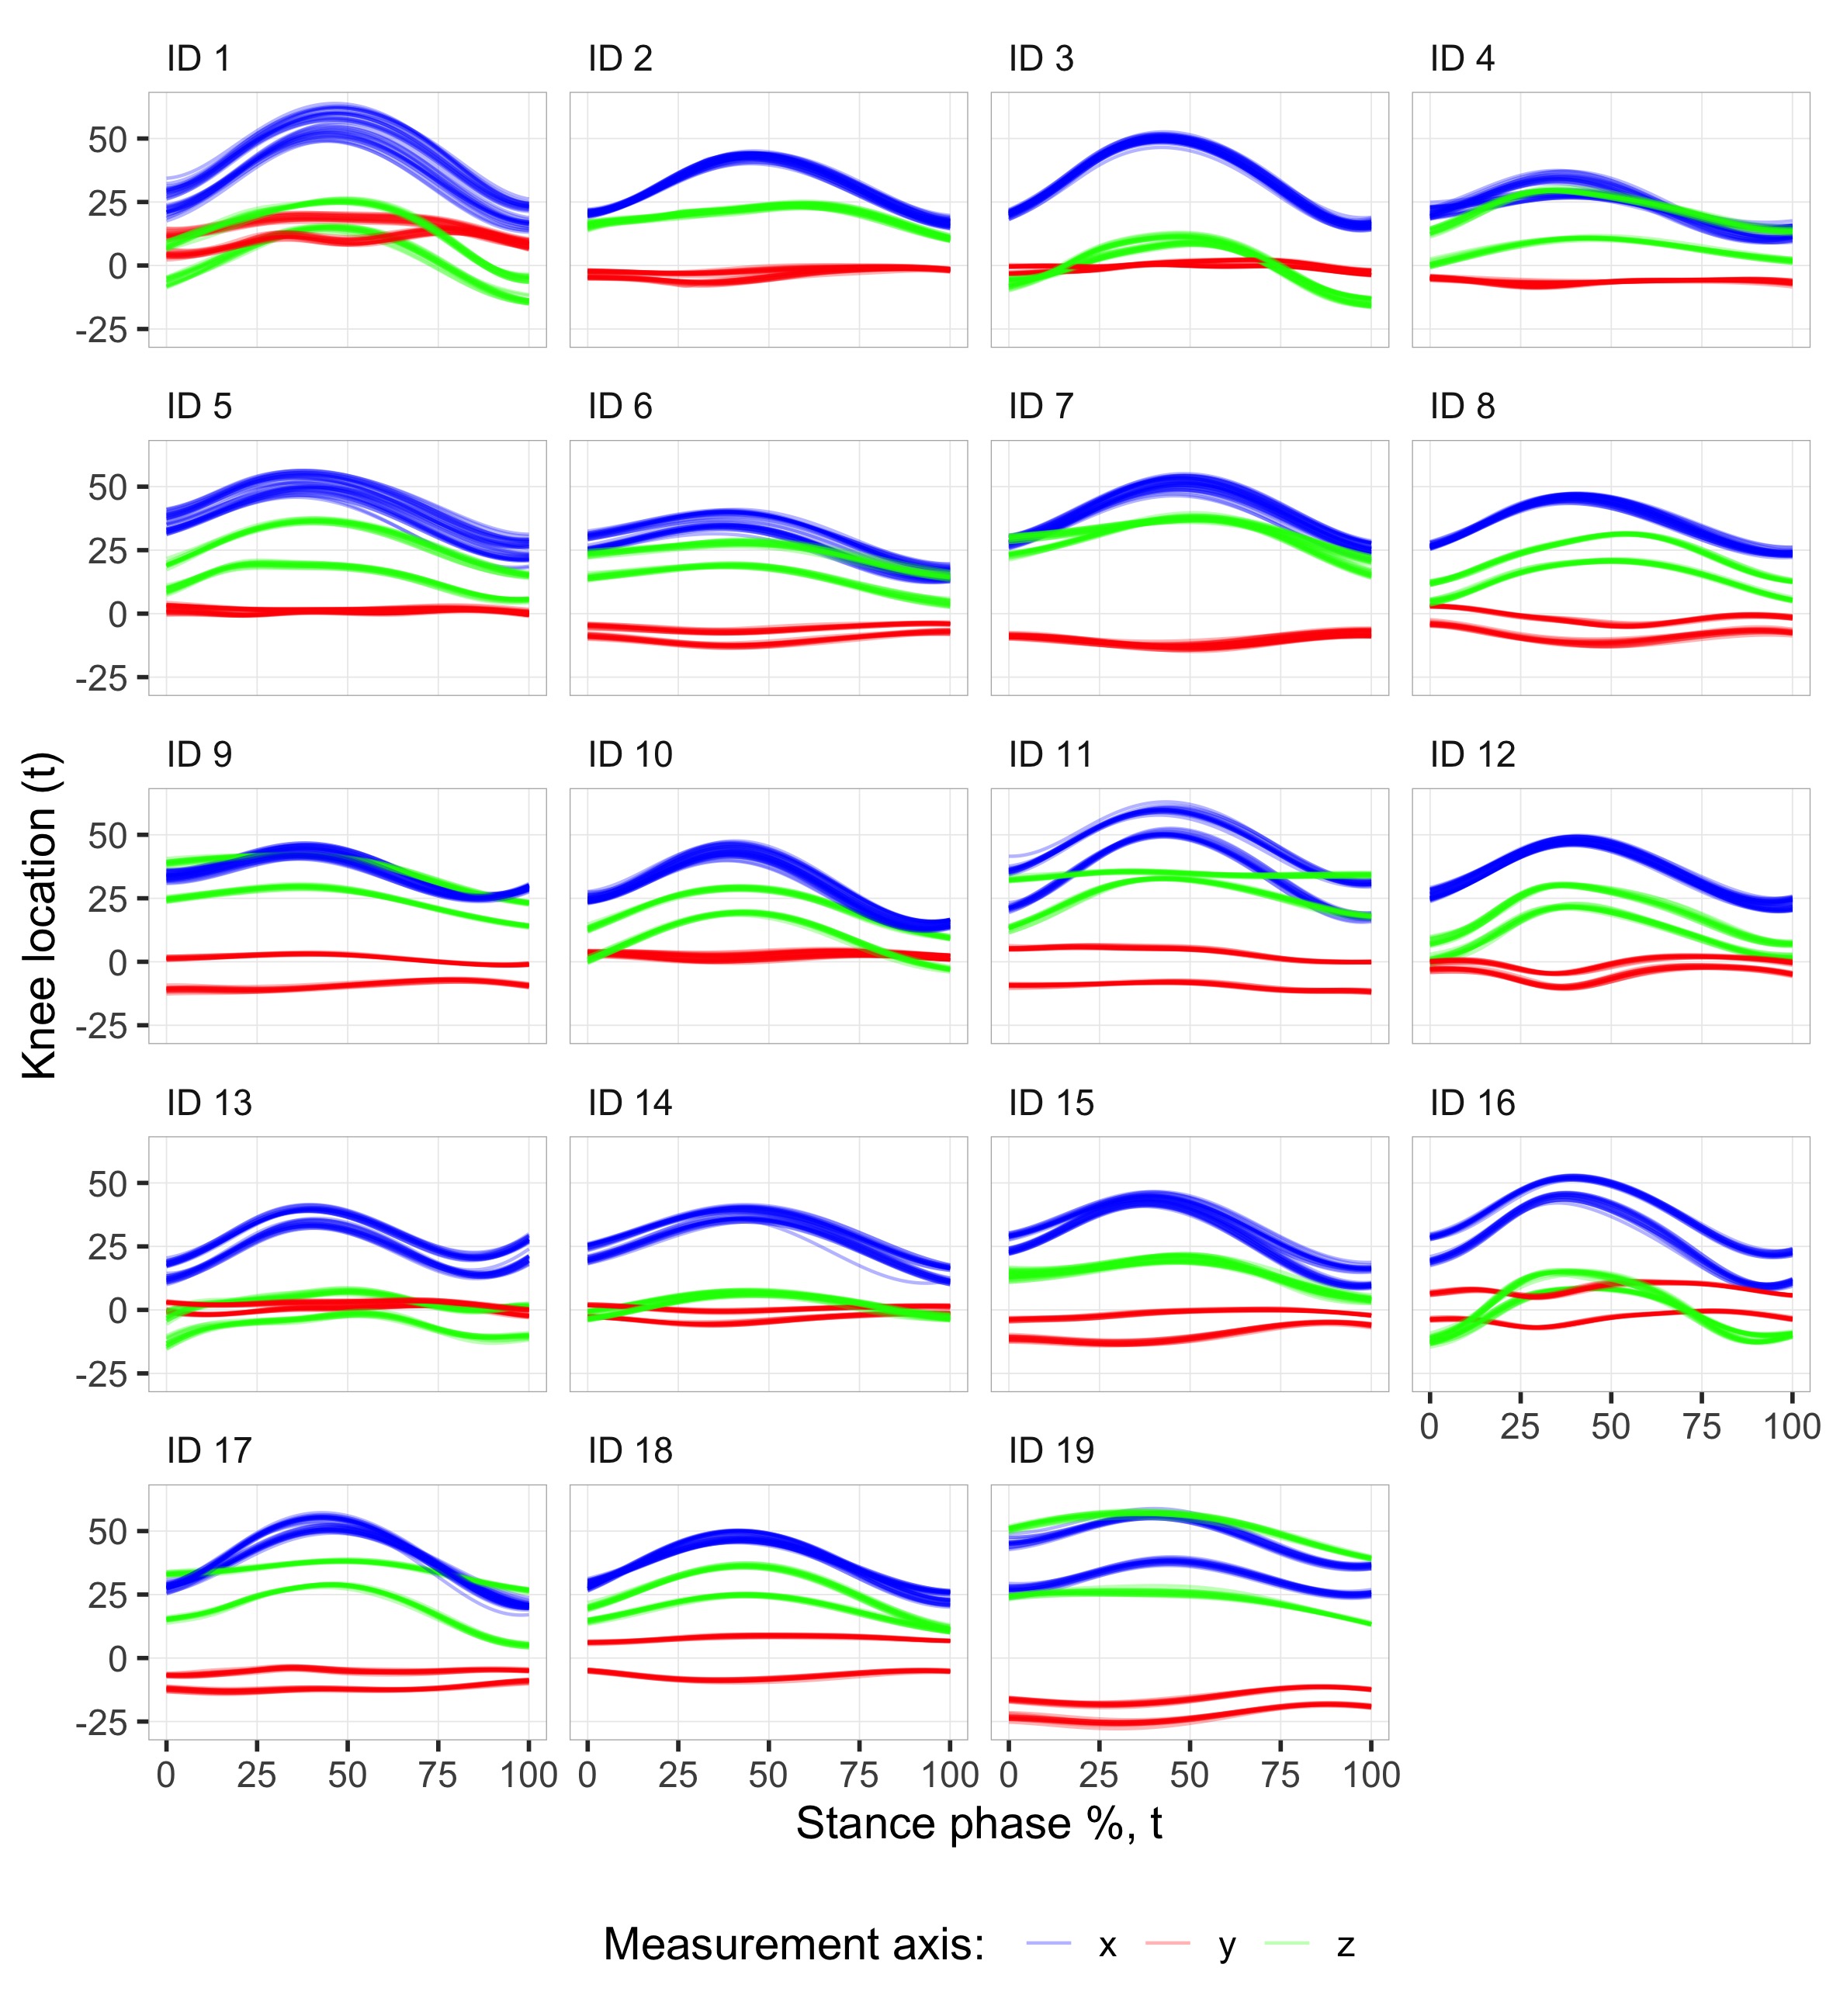 ID 1 ID 2 ID 3 ID 4
50
25
0
-25
ID 5 ID 6 ID 7 ID 8
50
25
0
-25
Knee location (t)
ID 9 ID 10 ID 11 ID 12
50
25
0
-25
ID 13 ID 14 ID 15 ID 16
50
25
0
-25
0 25 50 75 100
ID 17 ID 18 ID 19
50
25
0
-25
0 25 50 75 100 0 25 50 75 100 0 25 50 75 100
Stance phase %, t
Measurement axis: x y z